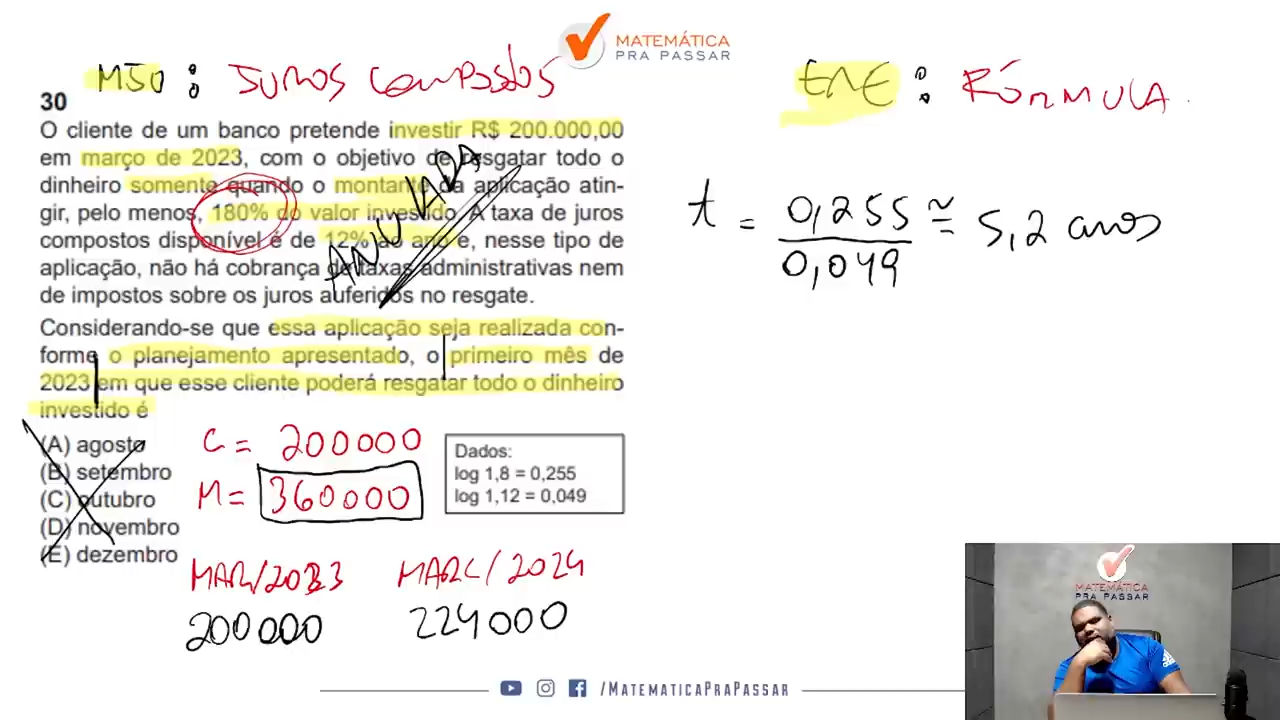 MATEMÁTICA
PRA PASSAR
MJO : JUROS COMPOSTOS
ENE : FÓRMULA.
30
O cliente de um banco pretende investir R$ 200.000,00
em março de 2023, com o objetivo de resgatar todo o
dinheiro somente quando o montante da aplicação atin-
gir, pelo menos, 180% do valor investido. A taxa de juros
compostos disponível é de 12% ao ano e, nesse tipo de
aplicação, não há cobrança de taxas administrativas nem
de impostos sobre os juros auferidos no resgate.
ANULADA
Considerando-se que essa aplicação seja realizada con-
forme o planejamento apresentado, o primeiro mês de
2023 em que esse cliente poderá resgatar todo o dinheiro
investido é
(A) agosto
(B) setembro
(C) outubro
(D) novembro
(E) dezembro
C = 200000
M = 360000
Dados:
log 1,8 = 0,255
log 1,12 = 0,049
MAR/2023 MARC/2024
200000 224000
t = 0,255 ≅ 5,2 anos
0,049
MATEMÁTICA
PRA PASSAR
adidas
/MATEMATICAPRAPASSAR